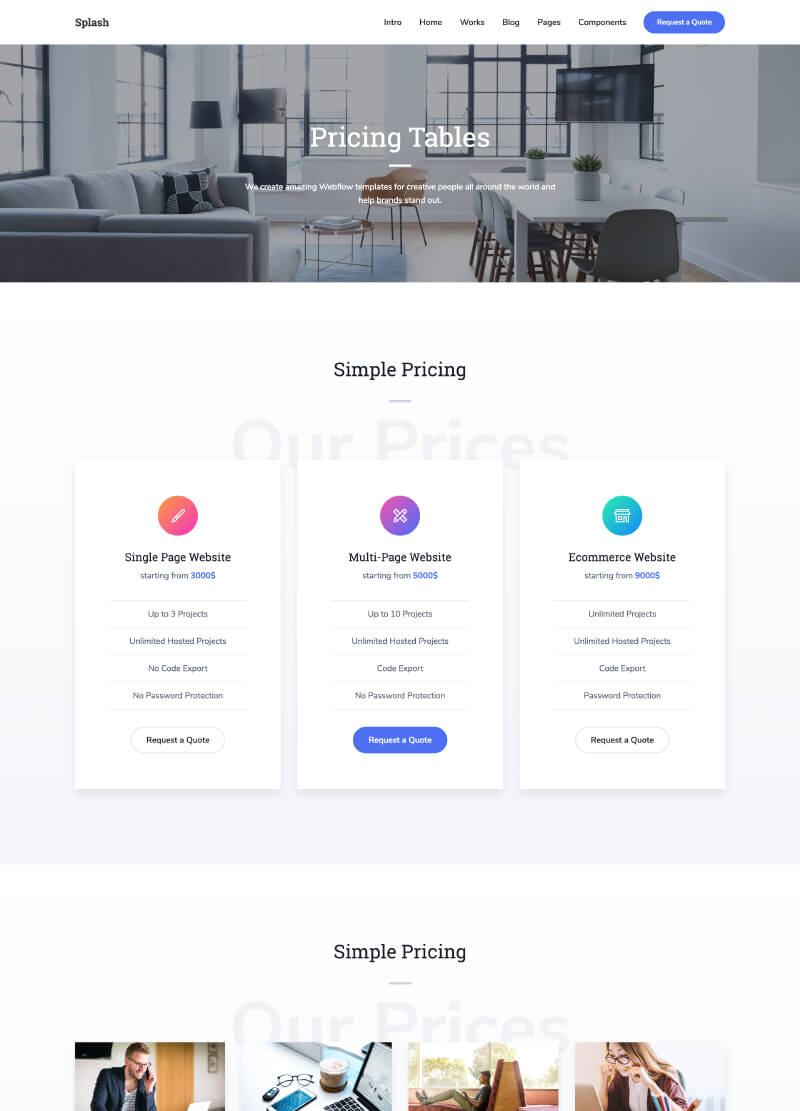 Splash
Intro Home Works Blog Pages Components Request a Quote
Pricing Tables
We create amazing Webflow templates for creative people all around the world and
help brands stand out.
Simple Pricing
Our Prices
Single Page Website
starting from 3000$
Up to 3 Projects
Unlimited Hosted Projects
No Code Export
No Password Protection
Request a Quote
Multi-Page Website
starting from 5000$
Up to 10 Projects
Unlimited Hosted Projects
Code Export
No Password Protection
Request a Quote
Ecommerce Website
starting from 9000$
Unlimited Projects
Unlimited Hosted Projects
Code Export
Password Protection
Request a Quote
Simple Pricing
Our Prices